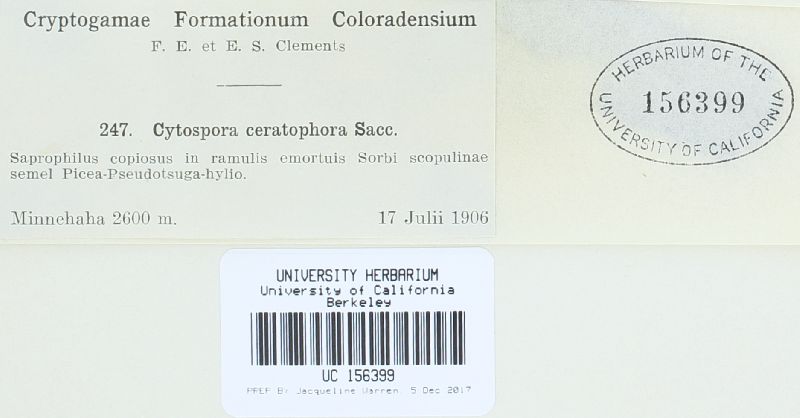 Cryptogamae Formationum Coloradensium
F. E. et E. S. Clements
247. Cytospora ceratophora Sacc.
Saprophilus copiosus in ramulis emortuis Sorbi scopulinae
semel Picea-Pseudotsuga-hylio.
Minnehaha 2600 m. 17 Julii 1906
HERBARIUM OF THE
156399
UNIVERSITY OF CALIFORNIA
UNIVERSITY HERBARIUM
University of California
Berkeley
UC 156399
PREP BY Jacqueline Warren, 5 Dec 2017